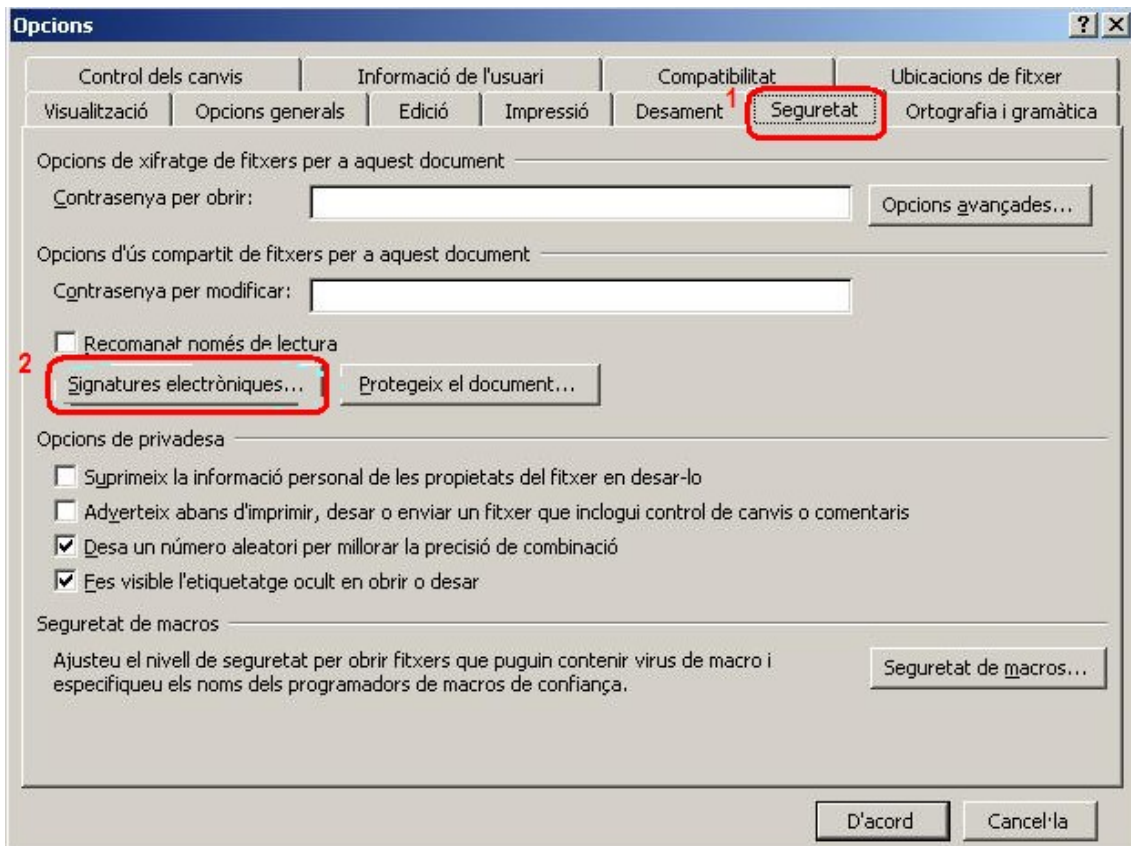 Opcions
Control dels canvis
Informació de l'usuari
Compatibilitat
Ubicacions de fitxer
Visualització
Opcions generals
Edició
Impressió
Desament
1
Seguretat
Ortografia i gramàtica
Opcions de xifratge de fitxers per a aquest document
Contrasenya per obrir:
Opcions avançades...
Opcions d'ús compartit de fitxers per a aquest document
Contrasenya per modificar:
Recomanat només de lectura
2
Signatures electròniques...
Protegeix el document...
Opcions de privadesa
Suprimeix la informació personal de les propietats del fitxer en desar-lo
Adverteix abans d'imprimir, desar o enviar un fitxer que inclogui control de canvis o comentaris
Desa un número aleatori per millorar la precisió de combinació
Fes visible l'etiquetatge ocult en obrir o desar
Seguretat de macros
Ajusteu el nivell de seguretat per obrir fitxers que puguin contenir virus de macro i
especifiqueu els noms dels programadors de macros de confiança.
Seguretat de macros...
D'acord
Cancel·la